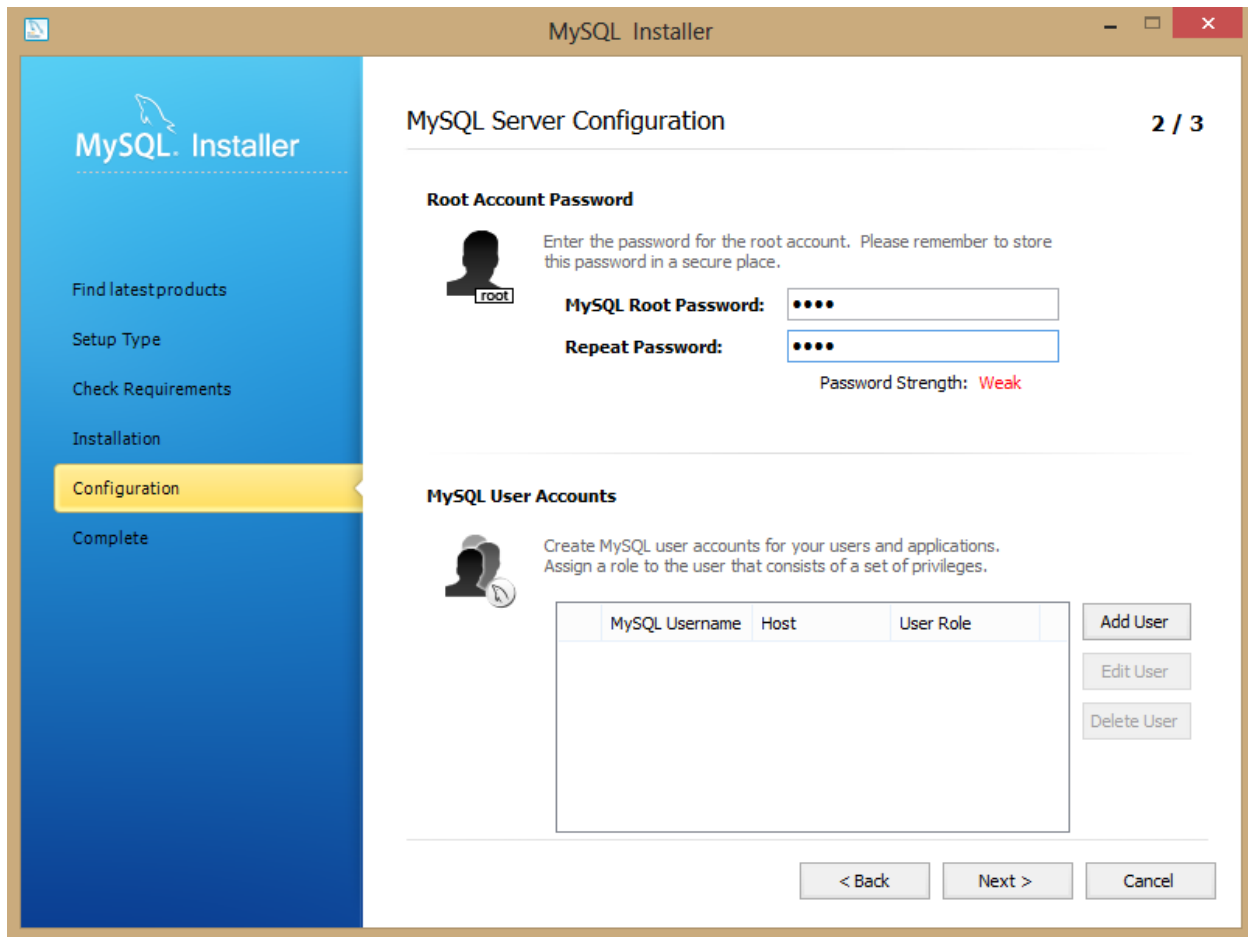 MySQL Installer
MySQL. Installer
Find latest products
Setup Type
Check Requirements
Installation
Configuration
Complete
MySQL Server Configuration
2 / 3
Root Account Password
Enter the password for the root account. Please remember to store
this password in a secure place.
root
MySQL Root Password: ●●●●
Repeat Password: ●●●●
Password Strength: Weak
MySQL User Accounts
Create MySQL user accounts for your users and applications.
Assign a role to the user that consists of a set of privileges.
MySQL Username Host User Role
Add User
Edit User
Delete User
< Back Next > Cancel